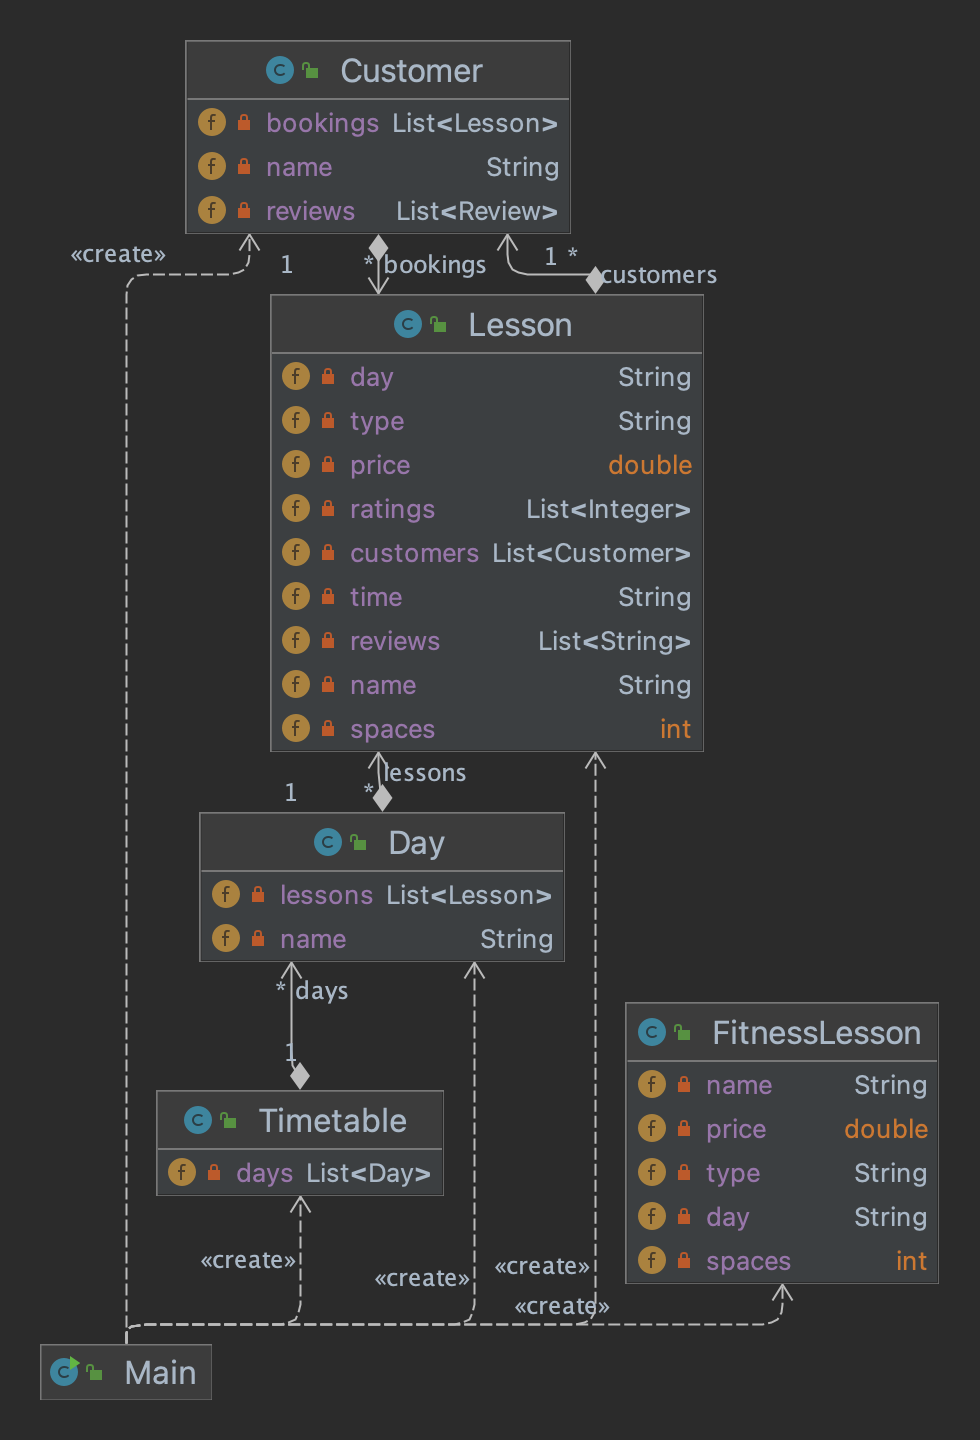 Customer
bookings List<Lesson>
name String
reviews List<Review>
«create»
1
* bookings
1 *
customers
Lesson
day String
type String
price double
ratings List<Integer>
customers List<Customer>
time String
reviews List<String>
name String
spaces int
lessons
1 *
Day
lessons List<Lesson>
name String
* days
1
FitnessLesson
name String
price double
type String
day String
spaces int
Timetable
days List<Day>
«create»
«create»
«create»
«create»
Main